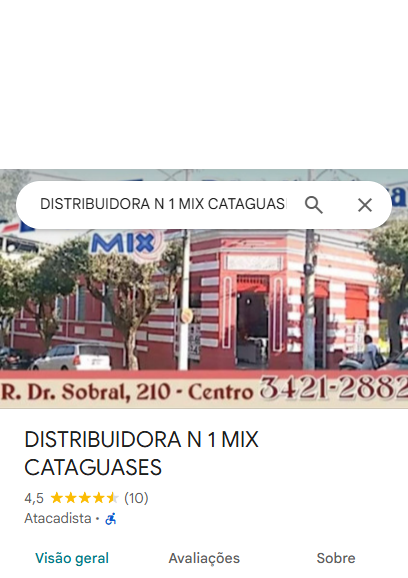 DISTRIBUIDORA N 1 MIX CATAGUAS
MIX
R. Dr. Sobral, 210 - Centro 3421-2882
DISTRIBUIDORA N 1 MIX
CATAGUASES
4,5 (10)
Atacadista ·
Visão geral Avaliações Sobre